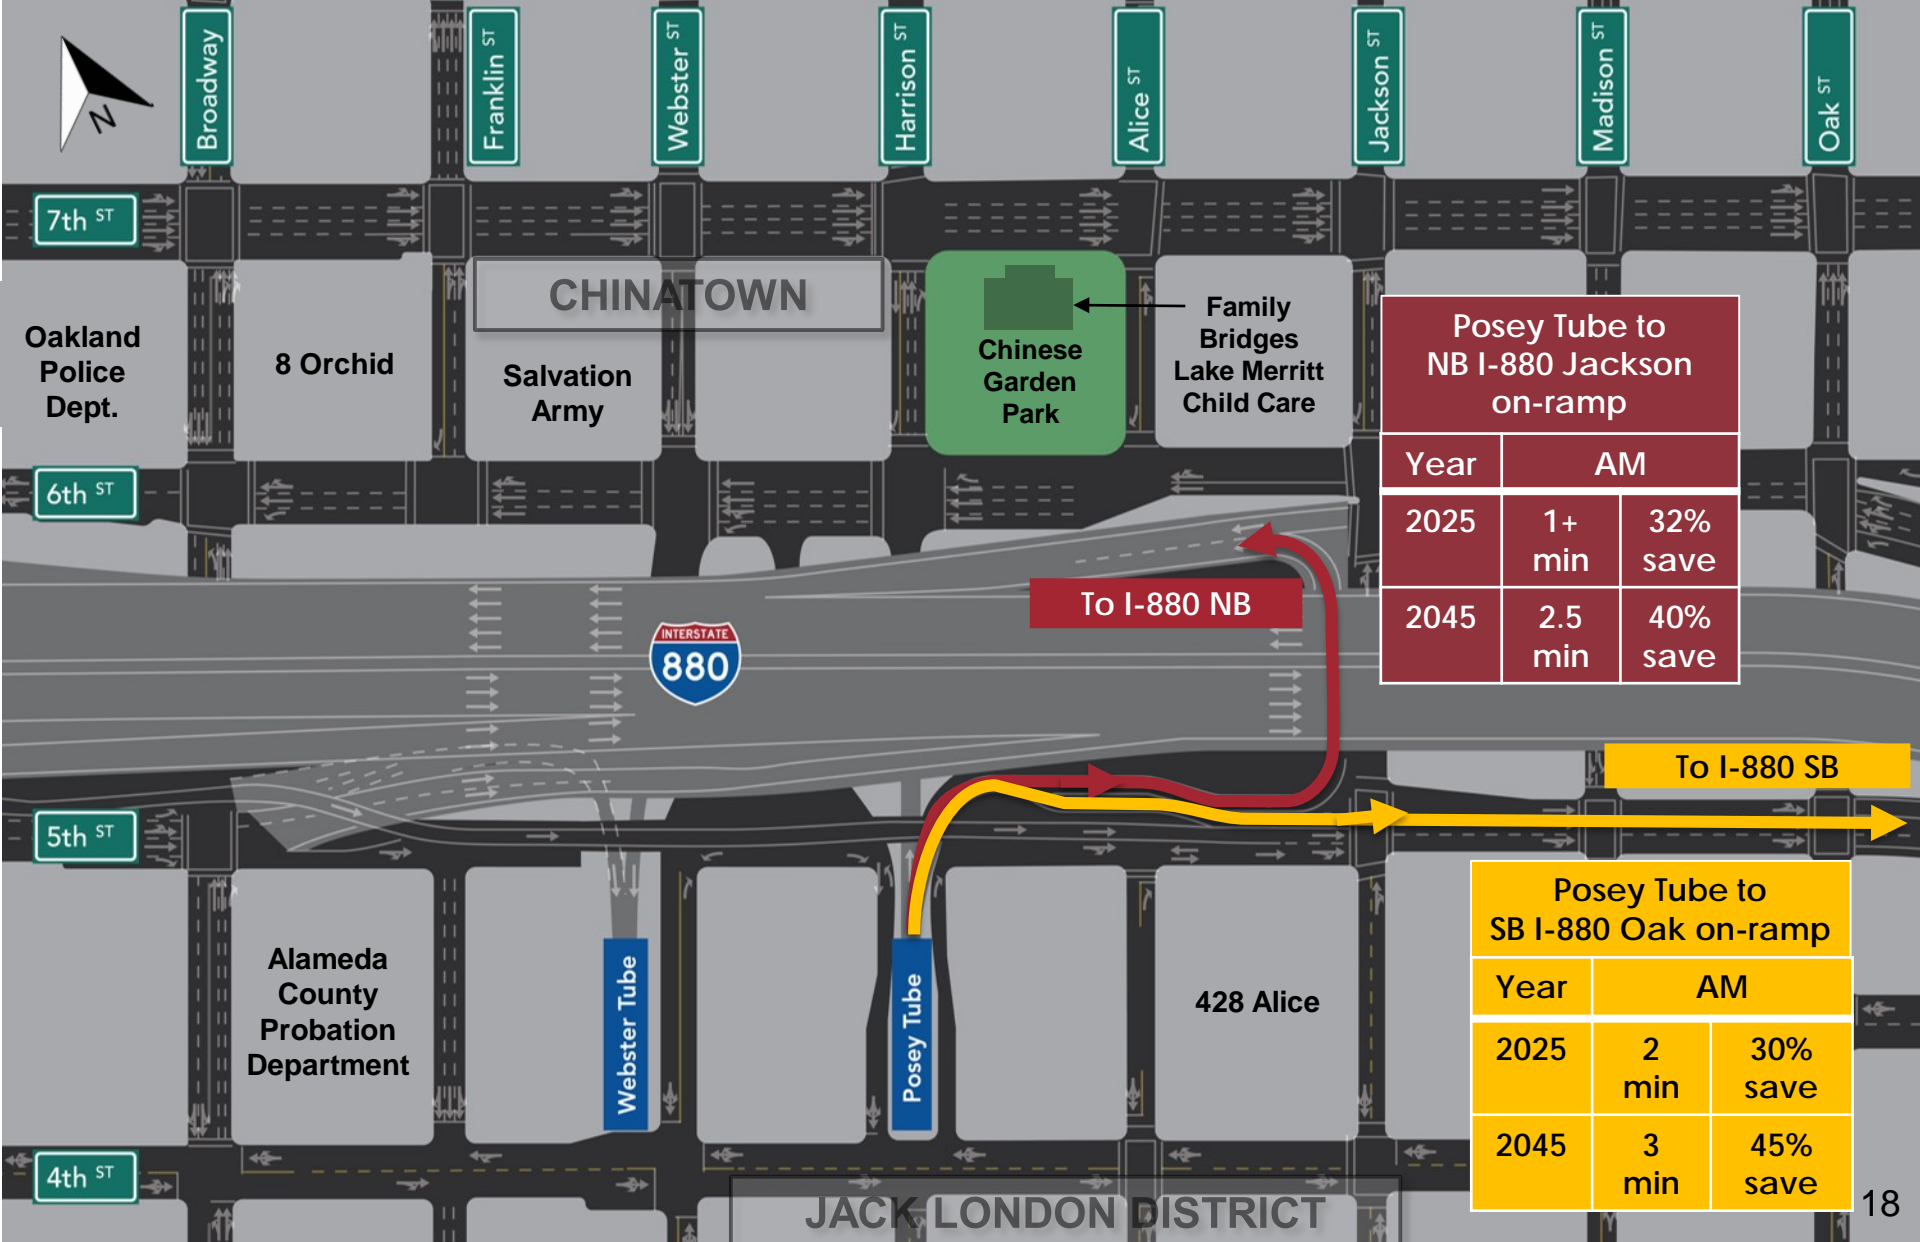 Broadway
Franklin ST
Webster ST
Harrison ST
Alice ST
Jackson ST
Madison ST
Oak ST
N
7th ST
CHINATOWN
Oakland
Police
Dept.
8 Orchid
Salvation
Army
Chinese
Garden
Park
Family
Bridges
Lake Merritt
Child Care
Posey Tube to
NB I-880 Jackson
on-ramp
Year AM
2025 1+ min 32% save
2045 2.5 min 40% save
6th ST
To I-880 NB
INTERSTATE
880
To I-880 SB
5th ST
Posey Tube to
SB I-880 Oak on-ramp
Year AM
2025 2 min 30% save
2045 3 min 45% save
Alameda
County
Probation
Department
Webster Tube
Posey Tube
428 Alice
4th ST
JACK LONDON DISTRICT
18